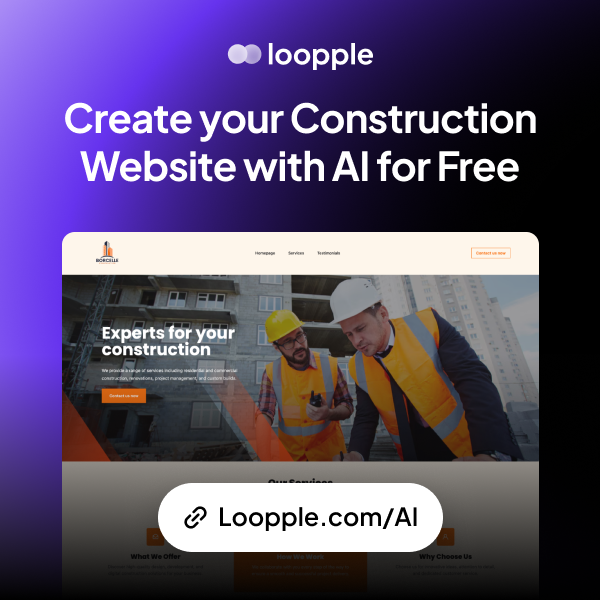 loopple
Create your Construction
Website with AI for Free
BORCELLE
Homepage Services Testimonials Contact us now
Experts for your
construction
We provide a range of services including residential and commercial
construction, renovations, project management, and custom builds.
Contact us now
Our Services
Loopple.com/AI
What We Offer How We Work Why Choose Us